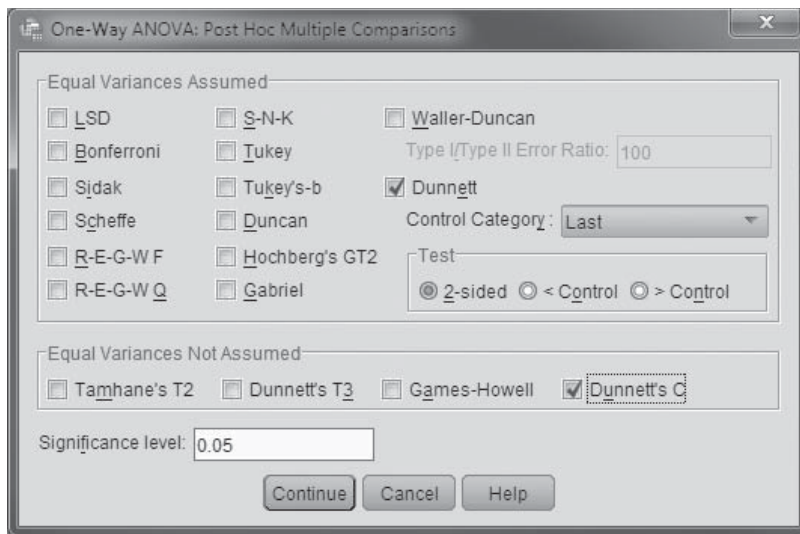 One-Way ANOVA: Post Hoc Multiple Comparisons
Equal Variances Assumed
LSD S-N-K Waller-Duncan
Bonferroni Tukey Type I/Type II Error Ratio: 100
Sidak Tukey's-b Dunnett
Scheffe Duncan Control Category: Last
R-E-G-W F Hochberg's GT2 Test
R-E-G-W Q Gabriel 2-sided < Control > Control
Equal Variances Not Assumed
Tamhane's T2 Dunnett's T3 Games-Howell Dunnett's C
Significance level: 0.05
Continue Cancel Help